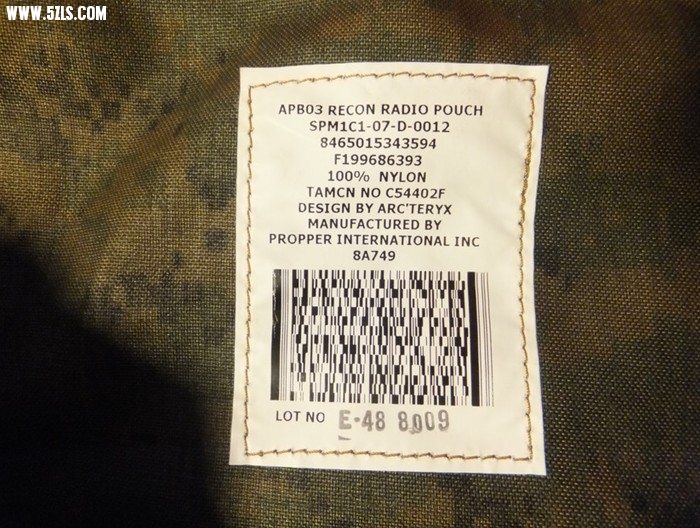 WWW.5ZLS.COM
APB03 RECON RADIO POUCH
SPM1C1-07-D-0012
8465015343594
F199686393
100% NYLON
TAMCN NO C54402F
DESIGN BY ARC'TERYX
MANUFACTURED BY
PROPPER INTERNATIONAL INC
8A749
LOT NO E-48 8009